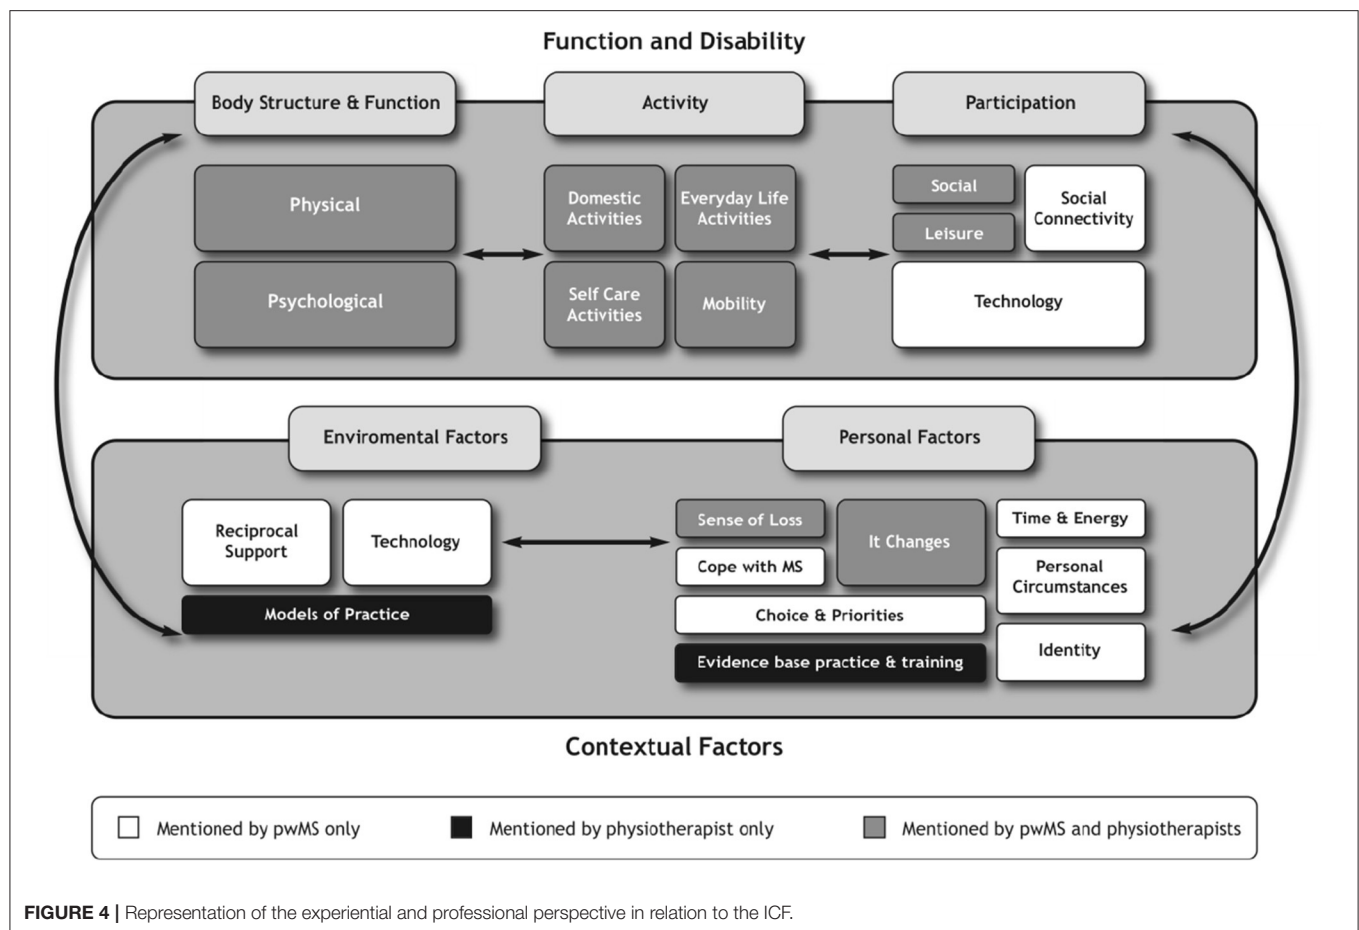 Function and Disability
Body Structure & Function
Activity
Participation
Physical
Psychological
Domestic
Activities
Everyday Life
Activities
Self Care
Activities
Mobility
Social
Leisure
Social
Connectivity
Technology
Enviromental Factors
Personal Factors
Reciprocal
Support
Technology
Models of Practice
Sense of Loss
Cope with MS
It Changes
Choice & Priorities
Evidence base practice & training
Time & Energy
Personal
Circumstances
Identity
Contextual Factors
Mentioned by pwMS only
Mentioned by physiotherapist only
Mentioned by pwMS and physiotherapists
FIGURE 4 | Representation of the experiential and professional perspective in relation to the ICF.